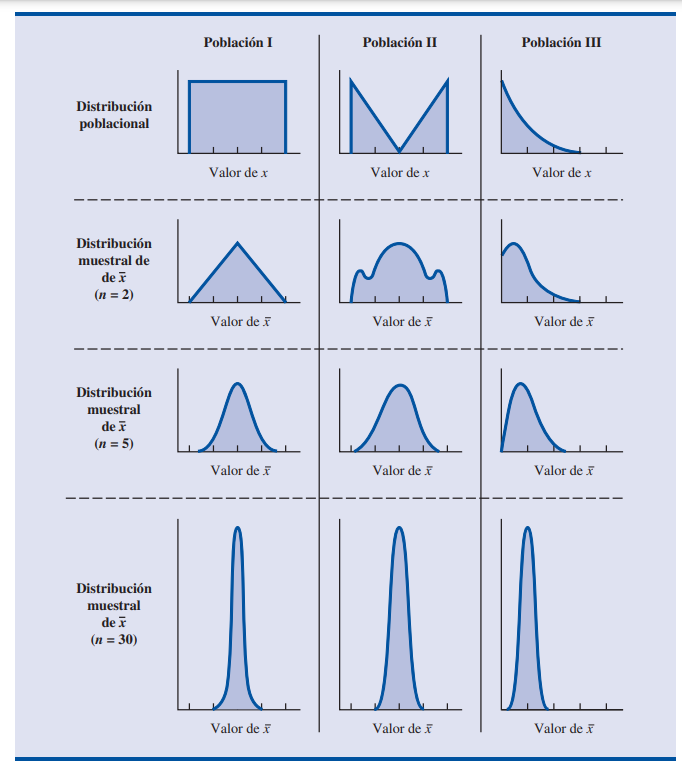 Población I
Población II
Población III
Distribución
poblacional
Valor de x
Valor de x
Valor de x
Distribución
muestral de
de x̄
(n = 2)
Valor de x̄
Valor de x̄
Valor de x̄
Distribución
muestral
de x̄
(n = 5)
Valor de x̄
Valor de x̄
Valor de x̄
Distribución
muestral
de x̄
(n = 30)
Valor de x̄
Valor de x̄
Valor de x̄